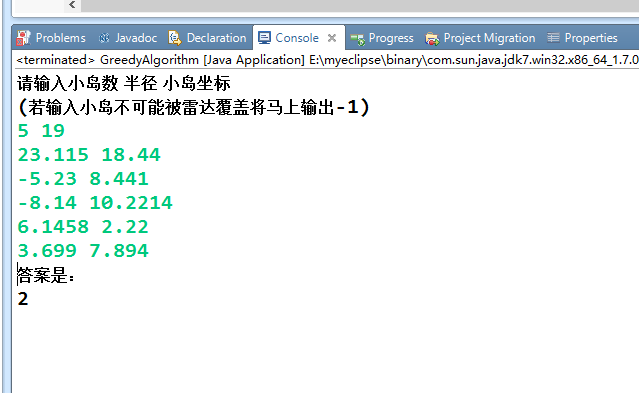 Problems Javadoc Declaration Console Progress Project Migration Properties
<terminated> GreedyAlgorithm [Java Application] E:\myeclipse\binary\com.sun.java.jdk7.win32.x86_64_1.7.0
请输入小岛数 半径 小岛坐标
(若输入小岛不可能被雷达覆盖将马上输出-1)
5 19
23.115 18.44
-5.23 8.441
-8.14 10.2214
6.1458 2.22
3.699 7.894
答案是:
2